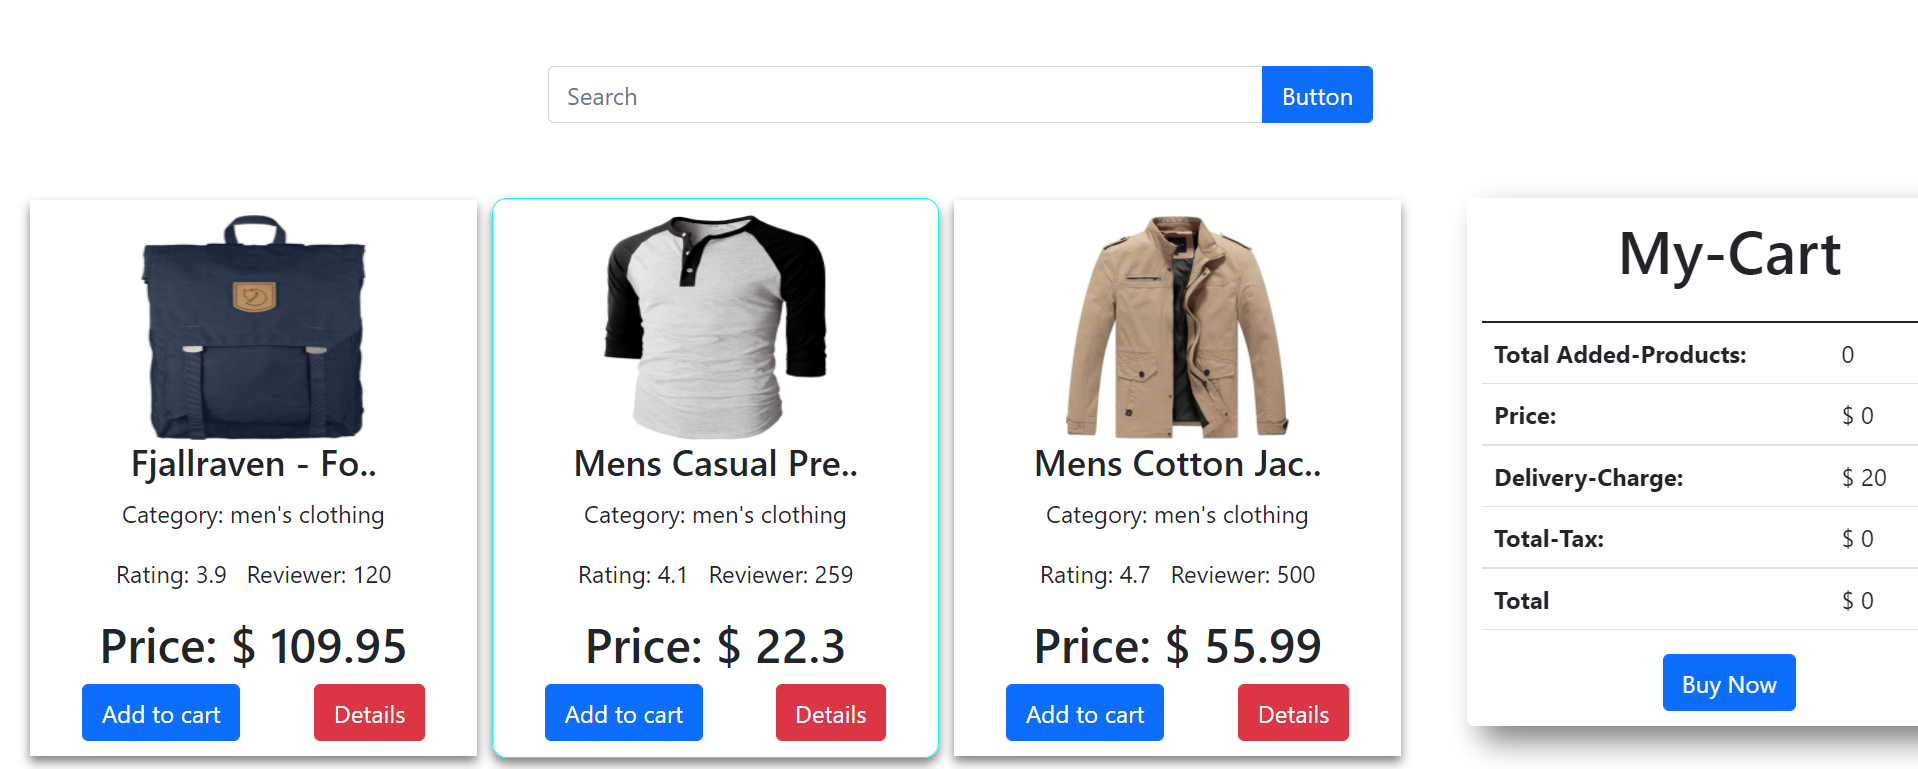 Search
Button
Fjallraven - Fo..
Category: men's clothing
Rating: 3.9 Reviewer: 120
Price: $ 109.95
Add to cart
Details
Mens Casual Pre..
Category: men's clothing
Rating: 4.1 Reviewer: 259
Price: $ 22.3
Add to cart
Details
Mens Cotton Jac..
Category: men's clothing
Rating: 4.7 Reviewer: 500
Price: $ 55.99
Add to cart
Details
My-Cart
Total Added-Products: 0
Price: $ 0
Delivery-Charge: $ 20
Total-Tax: $ 0
Total $ 0
Buy Now